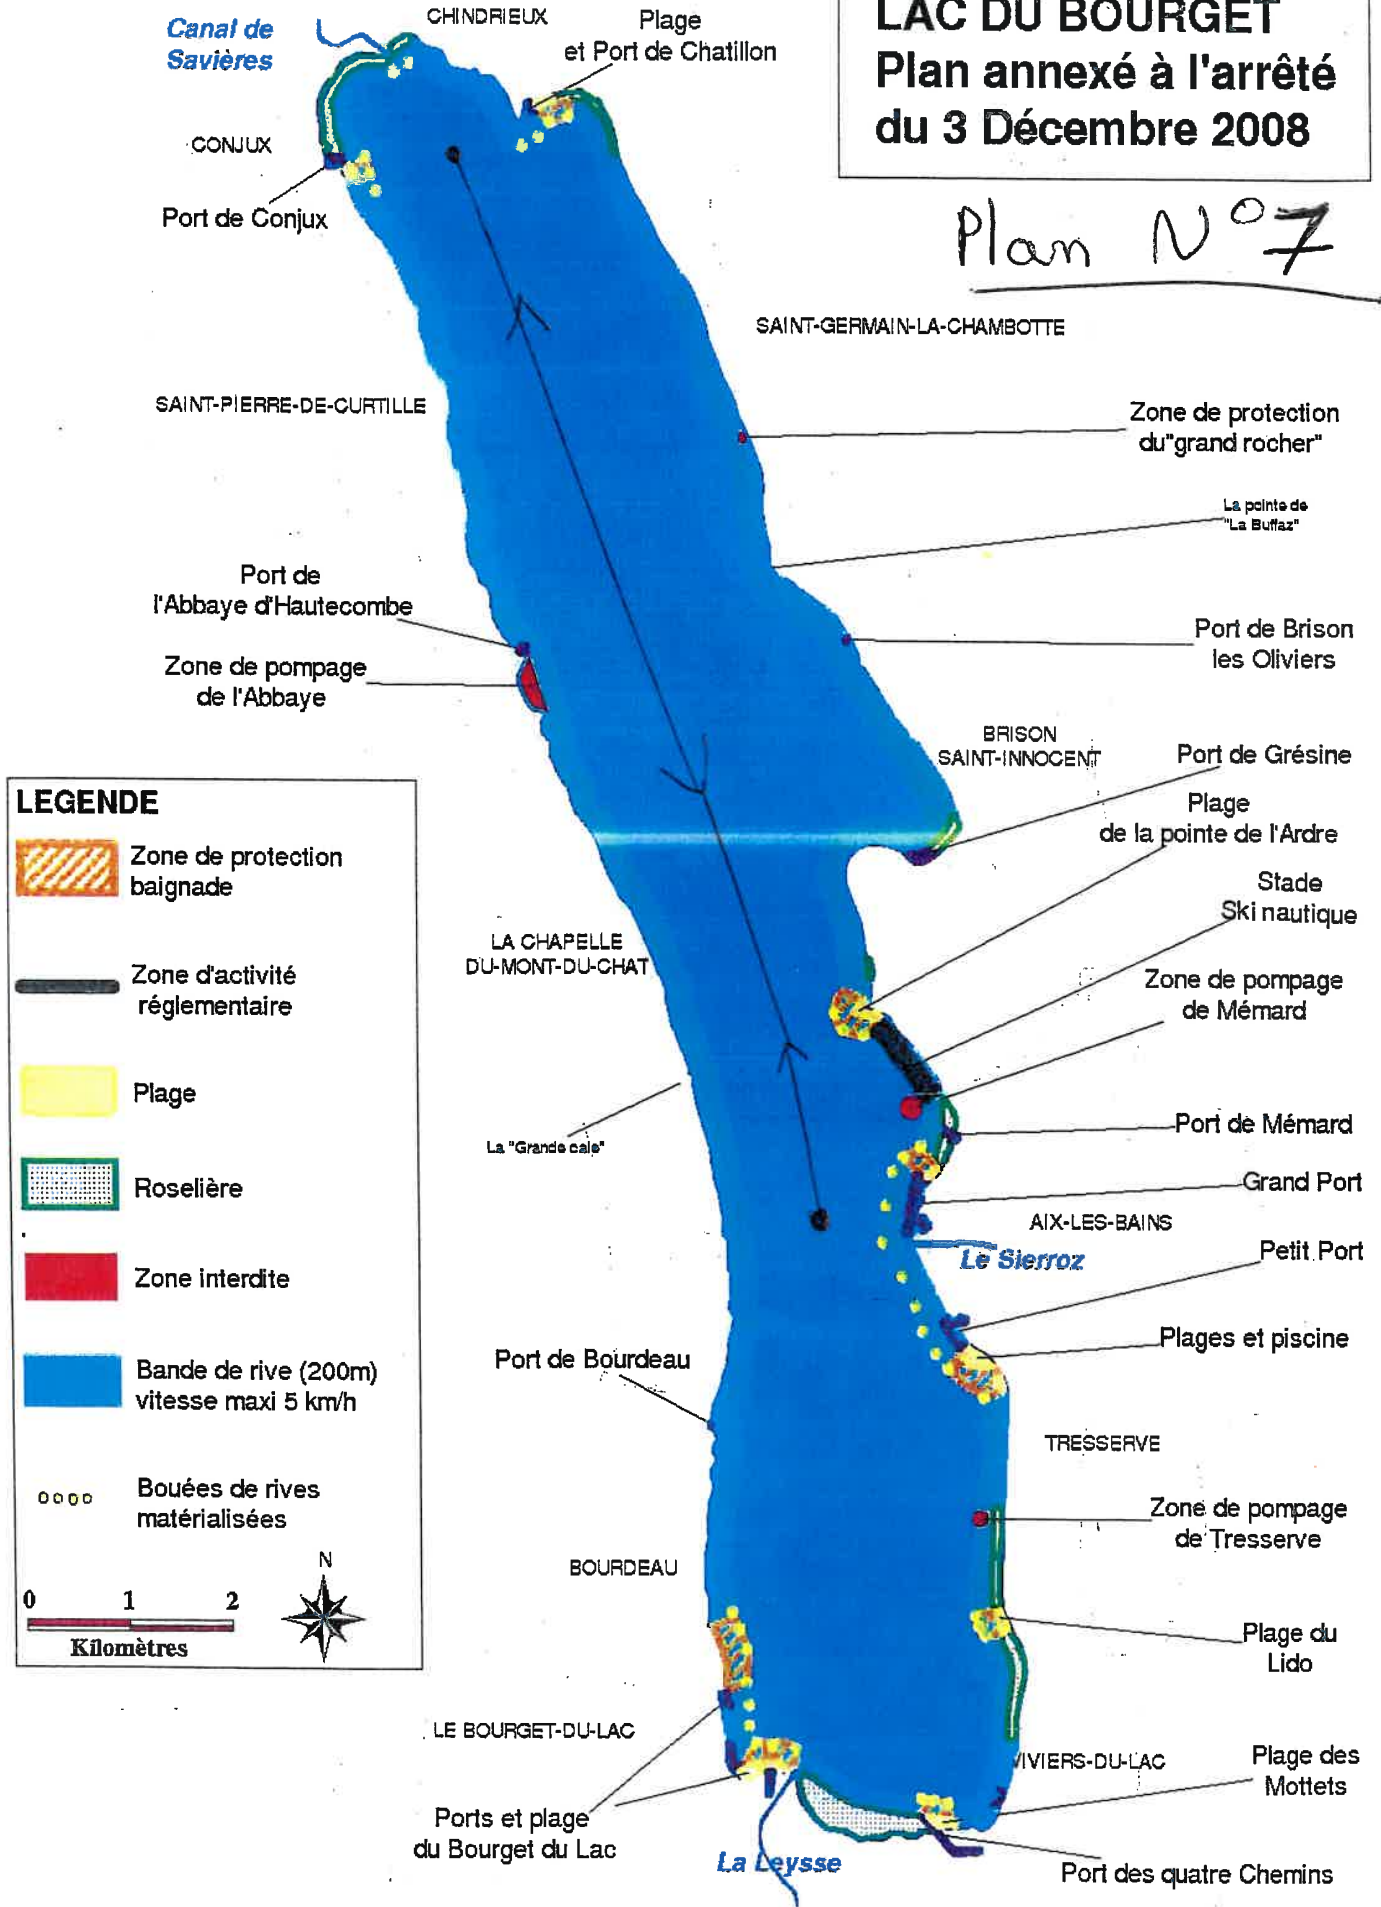 LAC DU BOURGET
Plan annexé à l'arrêté
du 3 Décembre 2008
Plan N°7
Canal de
Savières
CHINDRIEUX
Plage
et Port de Chatillon
CONJUX
Port de Conjux
SAINT-GERMAIN-LA-CHAMBOTTE
SAINT-PIERRE-DE-CURTILLE
Zone de protection
du"grand rocher"
La pointe de
"La Buffaz"
Port de
l'Abbaye d'Hautecombe
Port de Brison
les Oliviers
Zone de pompage
de l'Abbaye
BRISON
SAINT-INNOCENT
Port de Grésine
Plage
de la pointe de l'Ardre
Stade
Ski nautique
LA CHAPELLE
DU-MONT-DU-CHAT
Zone de pompage
de Mémard
La "Grande cale"
Port de Mémard
Grand Port
AIX-LES-BAINS
Le Sierroz
Petit Port
Plages et piscine
Port de Bourdeau
TRESSERVE
Zone de pompage
de Tresserve
BOURDEAU
Plage du
Lido
LE BOURGET-DU-LAC
VIVIERS-DU-LAC
Plage des
Mottets
Ports et plage
du Bourget du Lac
La Leysse
Port des quatre Chemins
LEGENDE
Zone de protection
baignade
Zone d'activité
réglementaire
Plage
Roselière
Zone interdite
Bande de rive (200m)
vitesse maxi 5 km/h
Bouées de rives
matérialisées
N
0 1 2
Kilomètres